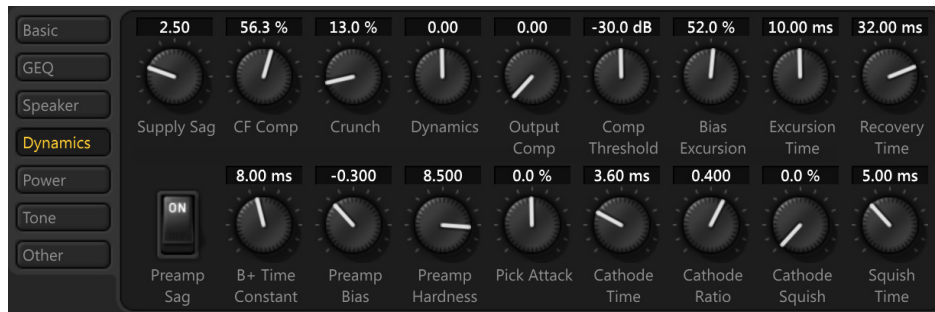 Basic
GEQ
Speaker
Dynamics
Power
Tone
Other
2.50 56.3 % 13.0 % 0.00 0.00 -30.0 dB 52.0 % 10.00 ms 32.00 ms
Supply Sag CF Comp Crunch Dynamics Output Comp Bias Excursion Recovery
Comp Threshold Excursion Time Time
8.00 ms -0.300 8.500 0.0 % 3.60 ms 0.400 0.0 % 5.00 ms
ON
Preamp B+ Time Preamp Preamp Pick Attack Cathode Cathode Cathode Squish
Sag Constant Bias Hardness Time Ratio Squish Time